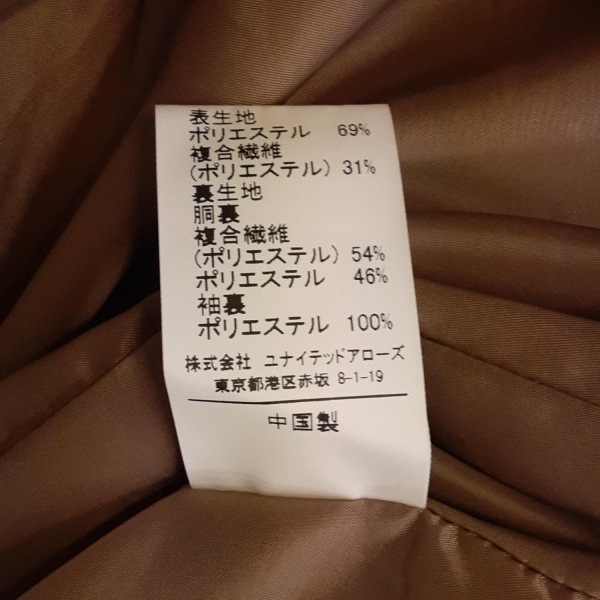 表生地
ポリエステル 69%
複合繊維
(ポリエステル) 31%
裏生地
胴裏
複合繊維
(ポリエステル) 54%
ポリエステル 46%
袖裏
ポリエステル 100%
株式会社 ユナイテッドアローズ
東京都港区赤坂 8-1-19
中国製